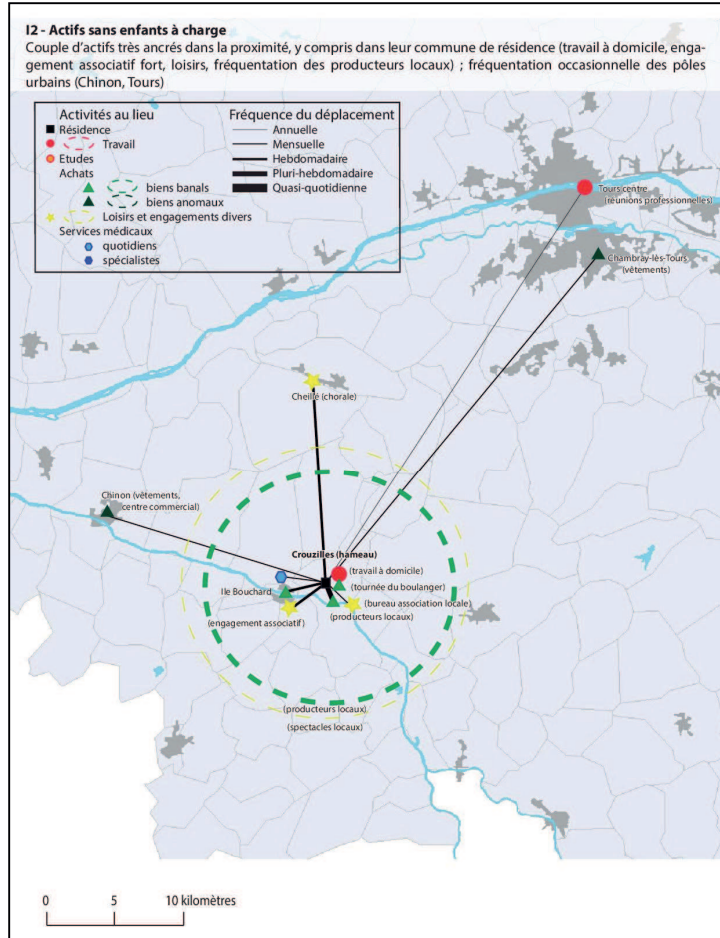 I2 - Actifs sans enfants à charge
Couple d'actifs très ancrés dans la proximité, y compris dans leur commune de résidence (travail à domicile, enga-
gement associatif fort, loisirs, fréquentation des producteurs locaux) ; fréquentation occasionnelle des pôles
urbains (Chinon, Tours)
Activités au lieu
Résidence
Travail
Etudes
Achats
biens banals
biens anomaux
Loisirs et engagements divers
Services médicaux
quotidiens
spécialistes
Fréquence du déplacement
Annuelle
Mensuelle
Hebdomadaire
Pluri-hebdomadaire
Quasi-quotidienne
Tours centre
(réunions professionnelles)
Chambray-lès-Tours
(vêtements)
Cheillé (chorale)
Chinon (vêtements,
centre commercial)
Crouzilles (hameau)
(travail à domicile)
(tournée du boulanger)
Ile Bouchard
(bureau association locale)
(engagement associatif)
(producteurs locaux)
(producteurs locaux)
(spectacles locaux)
0 5 10 kilomètres